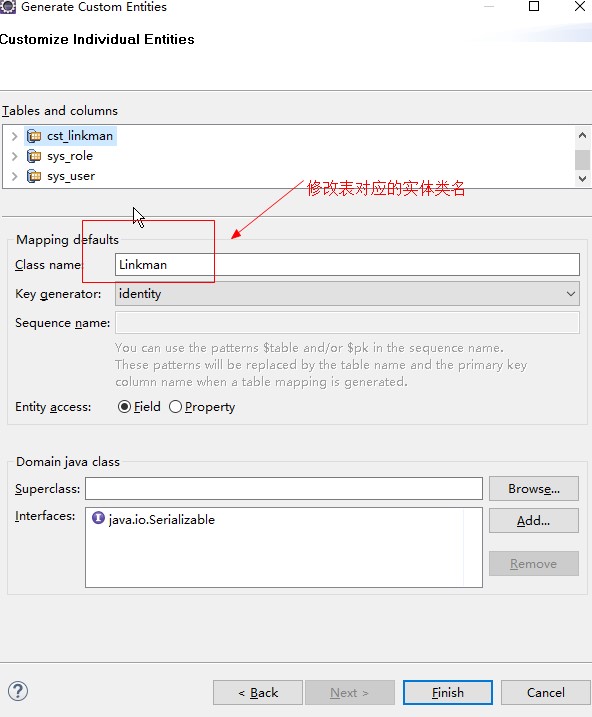 Generate Custom Entities
Customize Individual Entities
Tables and columns
cst_linkman
sys_role
sys_user
修改表对应的实体类名
Mapping defaults
Class name:
Linkman
Key generator:
identity
Sequence name:
You can use the patterns $table and/or $pk in the sequence name.
These patterns will be replaced by the table name and the primary key
column name when a table mapping is generated.
Entity access:
Field
Property
Domain java class
Superclass:
Browse...
Interfaces:
java.io.Serializable
Add...
Remove
< Back
Next >
Finish
Cancel